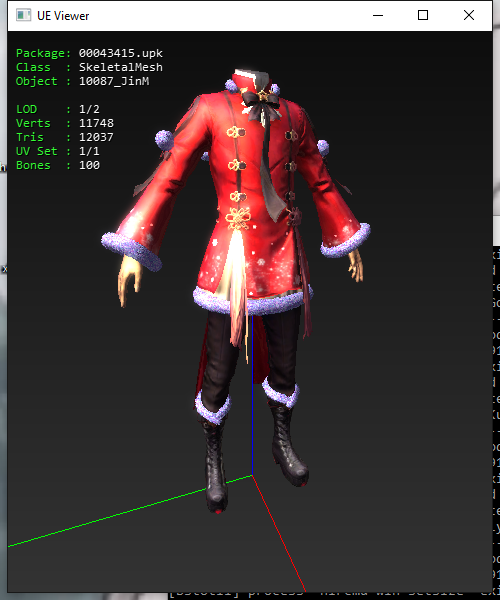 UE Viewer
Package: 00043415.upk
Class : SkeletalMesh
Object : 10087_JinM
LOD : 1/2
Verts : 11748
Tris : 12037
UV Set : 1/1
Bones : 100